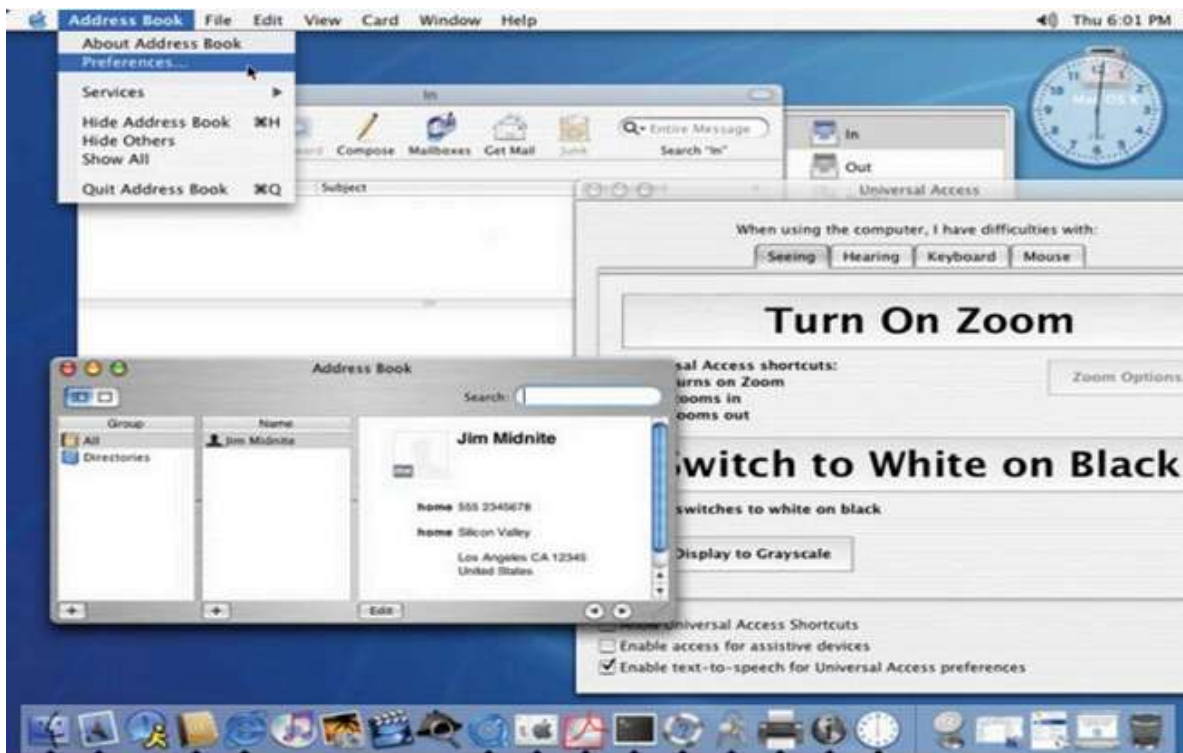 Address Book File Edit View Card Window Help Thu 6:01 PM
About Address Book
Preferences...
Services
Hide Address Book ⌘H
Hide Others
Show All
Quit Address Book ⌘Q
In
Compose Mailboxes Get Mail Junk
Entire Message
Search "In"
Subject
In
Out
Mac OS X
Universal Access
When using the computer, I have difficulties with:
Seeing Hearing Keyboard Mouse
Turn On Zoom
Access shortcuts:
on Zoom
in
out
Zoom Options
to White on Black
switches to white on black
Display to Grayscale
Universal Access Shortcuts
Enable access for assistive devices
Enable text-to-speech for Universal Access preferences
Address Book
Search:
Group Name
All
Directories
Jim Midnite
Jim Midnite
home 555 2345678
home Silicon Valley
Los Angeles CA 12345
United States
Edit